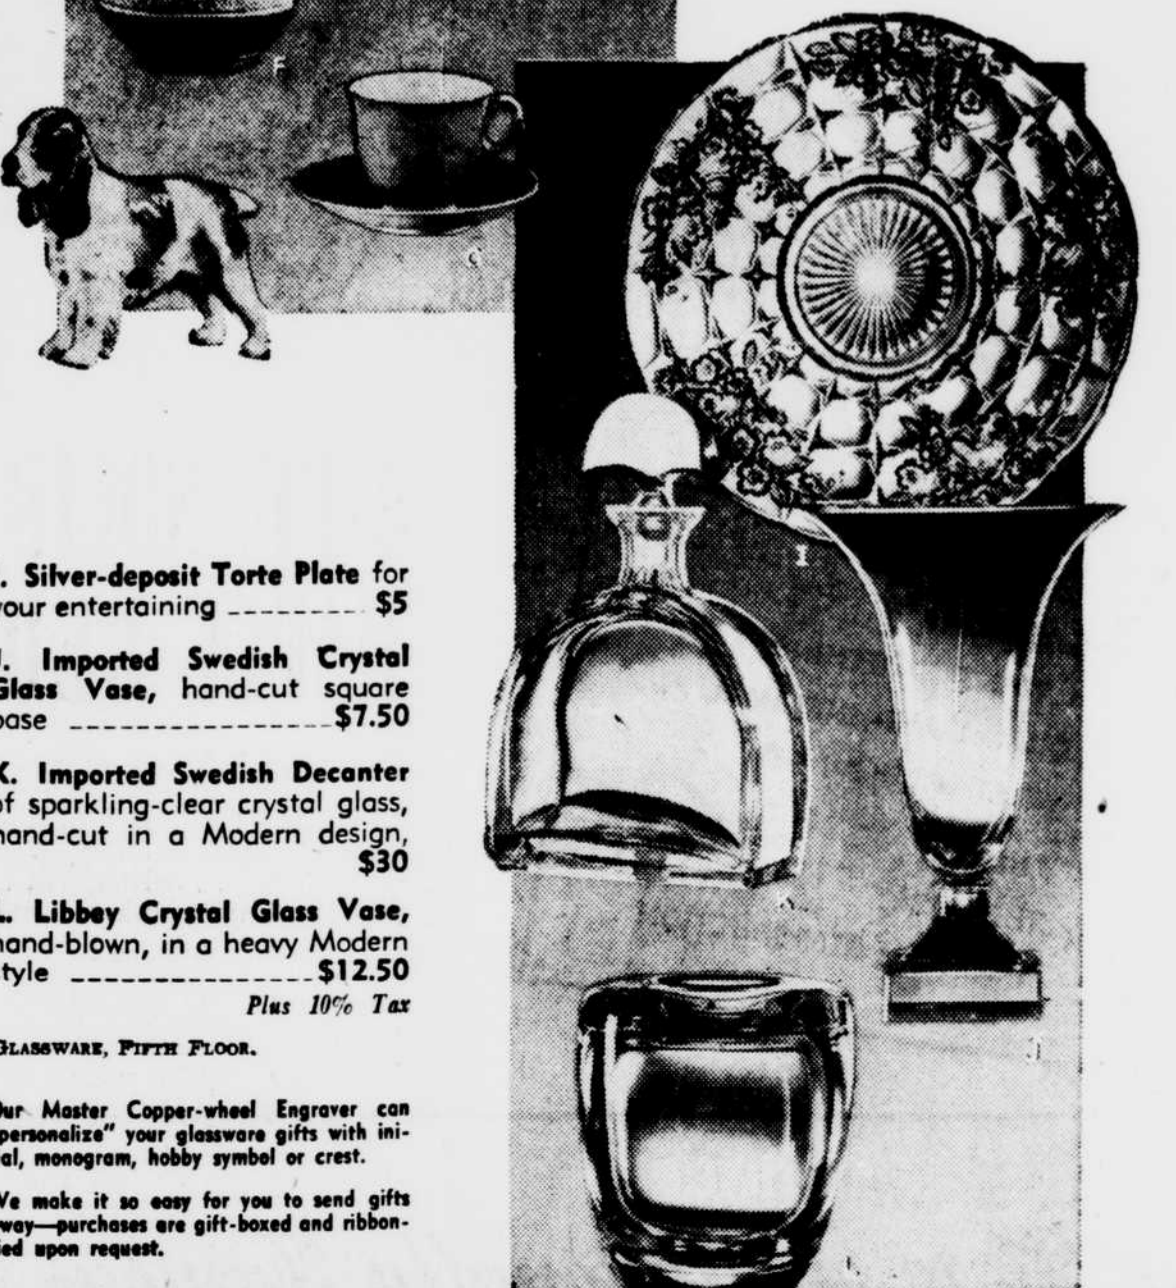 F
G
I
K
J
L
. Silver-deposit Torte Plate for
your entertaining --------- $5
J. Imported Swedish Crystal
Glass Vase, hand-cut square
base ----------------- $7.50
K. Imported Swedish Decanter
of sparkling-clear crystal glass,
hand-cut in a Modern design,
$30
L. Libbey Crystal Glass Vase,
hand-blown, in a heavy Modern
tyle ---------------- $12.50
Plus 10% Tax
GLASSWARE, FIFTH FLOOR.
Our Master Copper-wheel Engraver can
personalize” your glassware gifts with ini-
al, monogram, hobby symbol or crest.
We make it so easy for you to send gifts
way—purchases are gift-boxed and ribbon-
ied upon request.